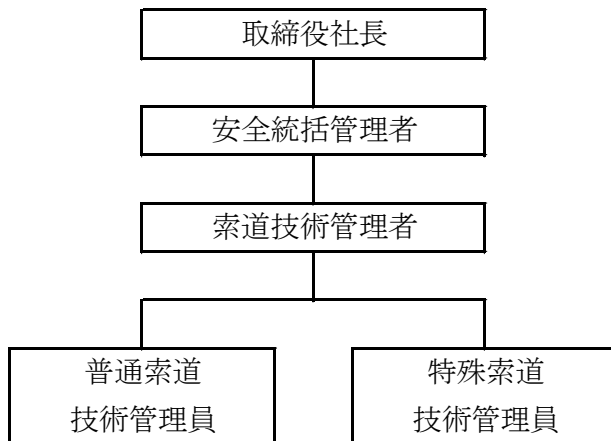 取締役社長
安全統括管理者
索道技術管理者
普通索道
技術管理員
特殊索道
技術管理員